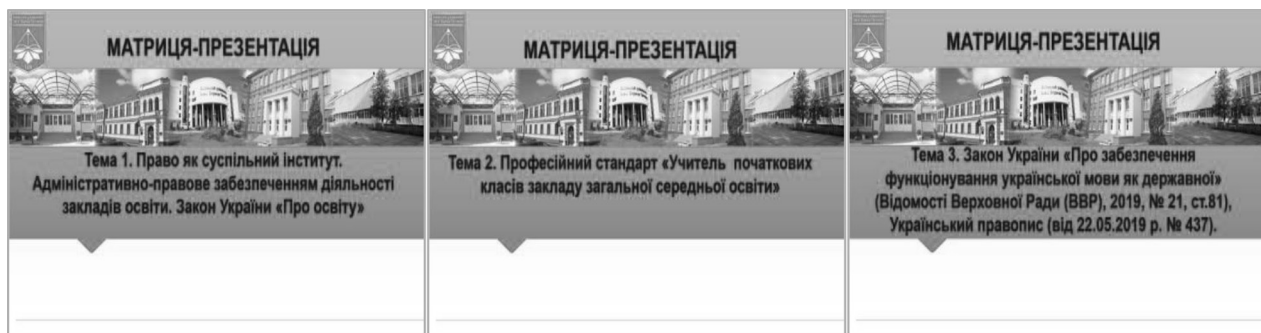 МАТРИЦЯ-ПРЕЗЕНТАЦІЯ
Тема 1. Право як суспільний інститут.
Адміністративно-правове забезпеченням діяльності
закладів освіти. Закон України «Про освіту»
МАТРИЦЯ-ПРЕЗЕНТАЦІЯ
Тема 2. Професійний стандарт «Учитель початкових
класів закладу загальної середньої освіти»
МАТРИЦЯ-ПРЕЗЕНТАЦІЯ
Тема 3. Закон України «Про забезпечення
функціонування української мови як державної»
(Відомості Верховної Ради (ВВР), 2019, № 21, ст.81),
Український правопис (від 22.05.2019 р. № 437).